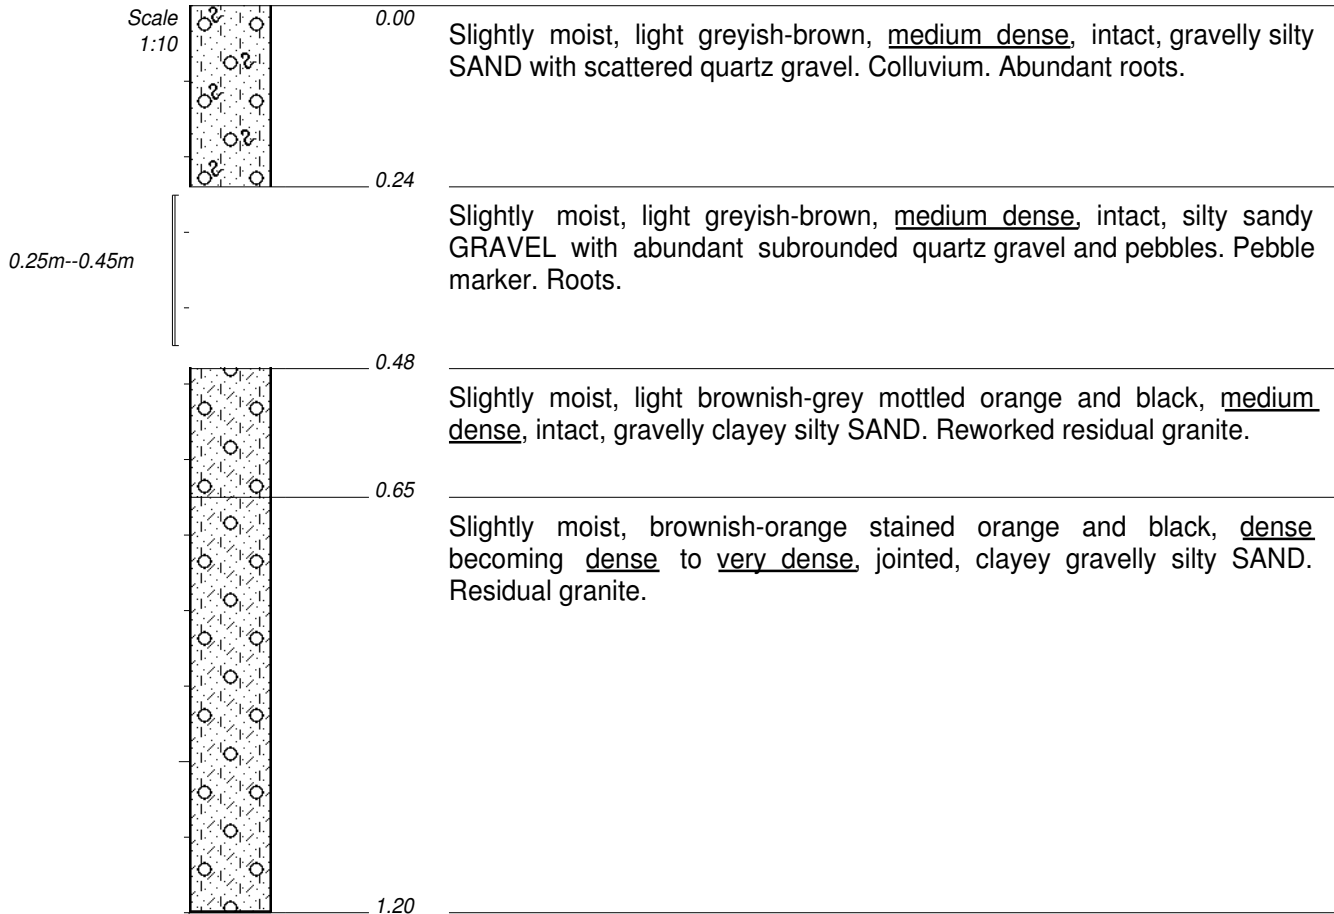 Scale
1:10
0.00
Slightly moist, light greyish-brown, medium dense, intact, gravelly silty
SAND with scattered quartz gravel. Colluvium. Abundant roots.
0.24
Slightly moist, light greyish-brown, medium dense, intact, silty sandy
GRAVEL with abundant subrounded quartz gravel and pebbles. Pebble
marker. Roots.
0.25m--0.45m
0.48
Slightly moist, light brownish-grey mottled orange and black, medium
dense, intact, gravelly clayey silty SAND. Reworked residual granite.
0.65
Slightly moist, brownish-orange stained orange and black, dense
becoming dense to very dense, jointed, clayey gravelly silty SAND.
Residual granite.
1.20